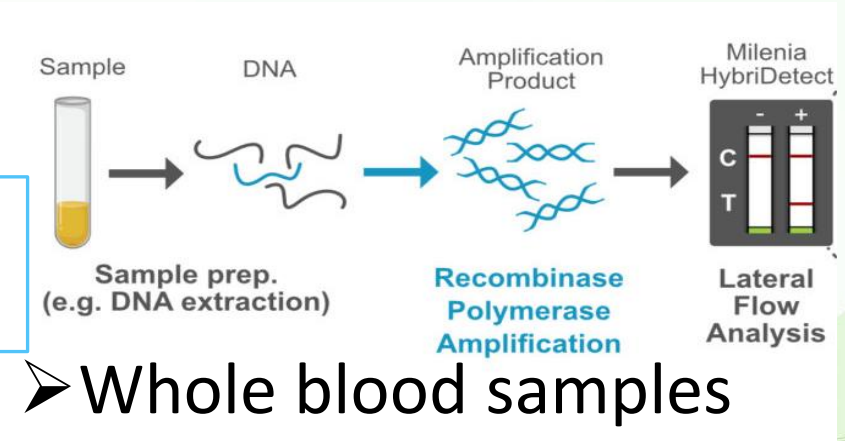 Sample
DNA
Amplification
Product
Milenia
HybriDetect
- +
C
T
Sample prep.
(e.g. DNA extraction)
Recombinase
Polymerase
Amplification
Lateral
Flow
Analysis
➢Whole blood samples